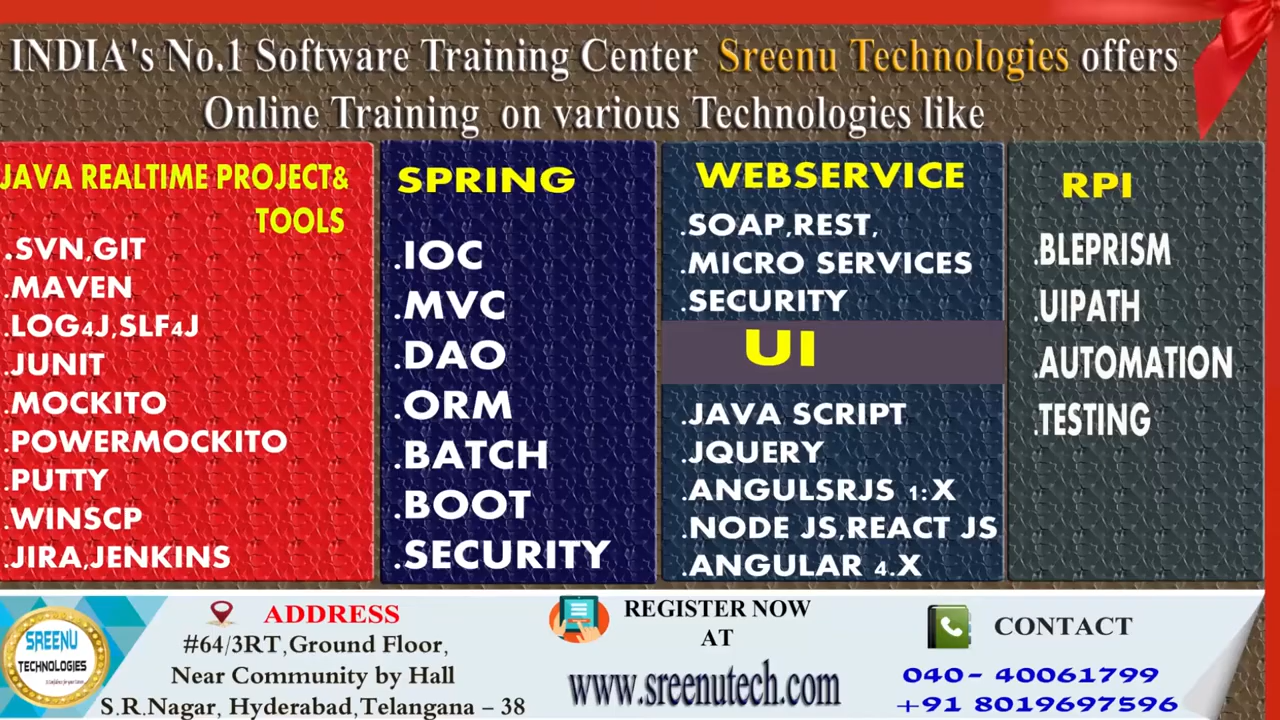 INDIA's No.1 Software Training Center Sreenu Technologies offers
Online Training on various Technologies like
JAVA REALTIME PROJECT&
TOOLS
.SVN,GIT
.MAVEN
.LOG4J,SLF4J
.JUNIT
.MOCKITO
.POWERMOCKITO
.PUTTY
.WINSCP
.JIRA,JENKINS
SPRING
.IOC
.MVC
.DAO
.ORM
.BATCH
.BOOT
.SECURITY
WEBSERVICE
.SOAP,REST,
.MICRO SERVICES
.SECURITY
UI
.JAVA SCRIPT
.JQUERY
.ANGULSRJS 1:X
.NODE JS,REACT JS
.ANGULAR 4.X
RPI
.BLEPRISM
.UIPATH
.AUTOMATION
.TESTING
SREENU
TECHNOLOGIES
ADDRESS
#64/3RT,Ground Floor,
Near Community by Hall
S.R.Nagar, Hyderabad,Telangana – 38
REGISTER NOW
AT
www.sreenutech.com
CONTACT
040- 40061799
+91 8019697596